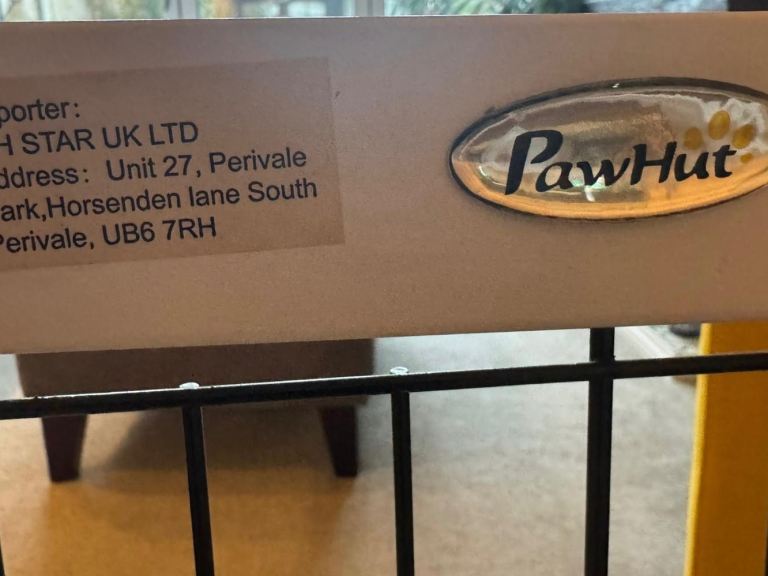 porter:
H STAR UK LTD
ddress: Unit 27, Perivale
ark,Horsenden lane South
Perivale, UB6 7RH
PawHut